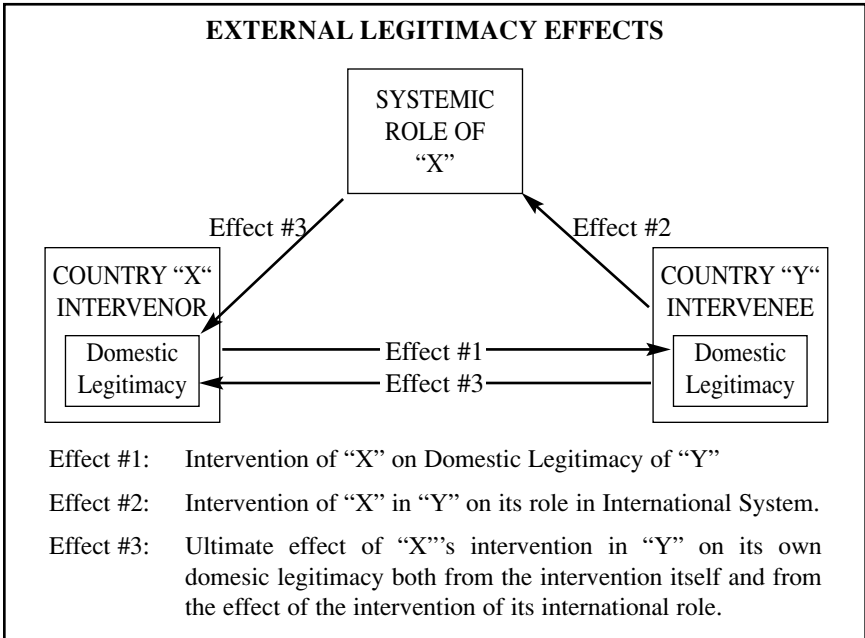 EXTERNAL LEGITIMACY EFFECTS
SYSTEMIC
ROLE OF
“X”
Effect #3
Effect #2
COUNTRY “X“
INTERVENOR
Domestic
Legitimacy
COUNTRY “Y“
INTERVENEE
Domestic
Legitimacy
Effect #1
Effect #3
Effect #1: Intervention of “X” on Domestic Legitimacy of “Y”
Effect #2: Intervention of “X” in “Y” on its role in International System.
Effect #3: Ultimate effect of “X”’s intervention in “Y” on its own
domesic legitimacy both from the intervention itself and from
the effect of the intervention of its international role.